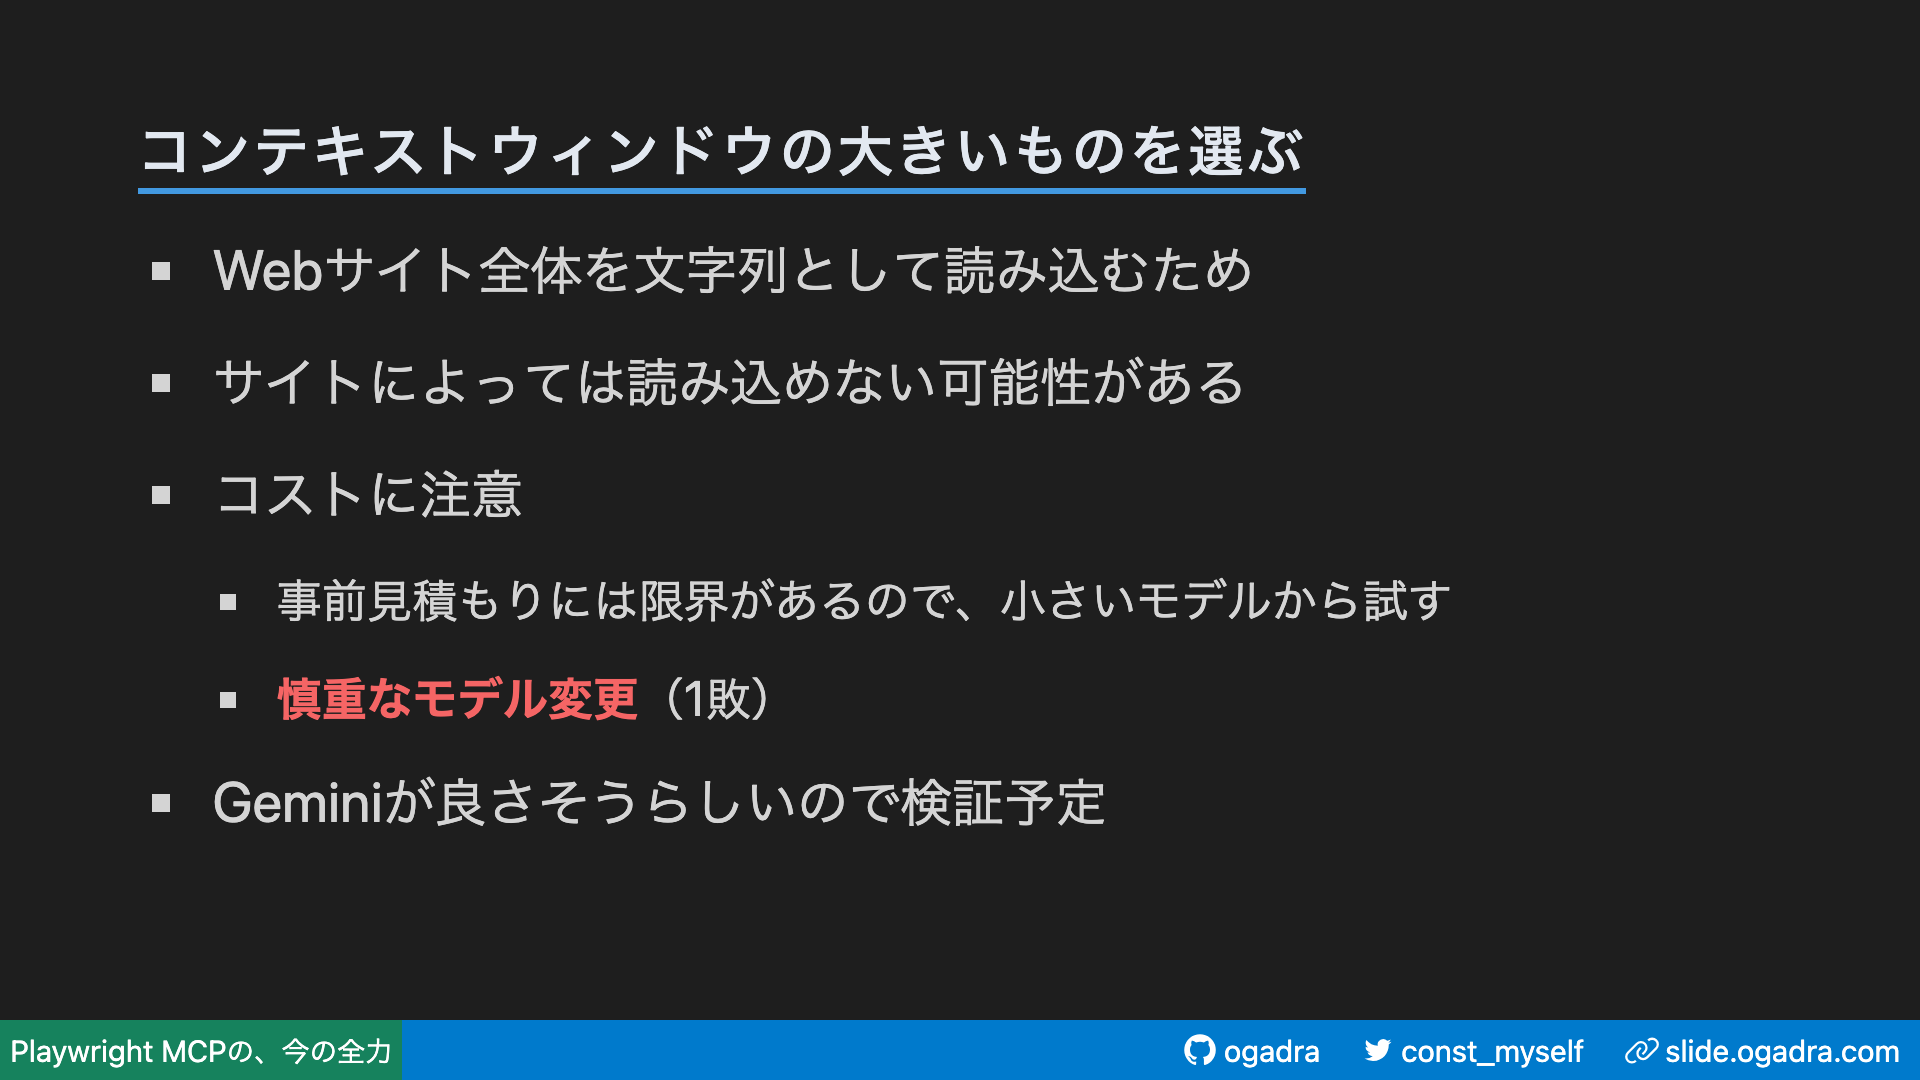 コンテキストウィンドウの大きいものを選ぶ
Webサイト全体を文字列として読み込むため
サイトによっては読み込めない可能性がある
コストに注意
事前見積もりには限界があるので、小さいモデルから試す
慎重なモデル変更（1敗）
Geminiが良さそうらしいので検証予定
Playwright MCPの、今の全力
ogadra
const_myself
slide.ogadra.com